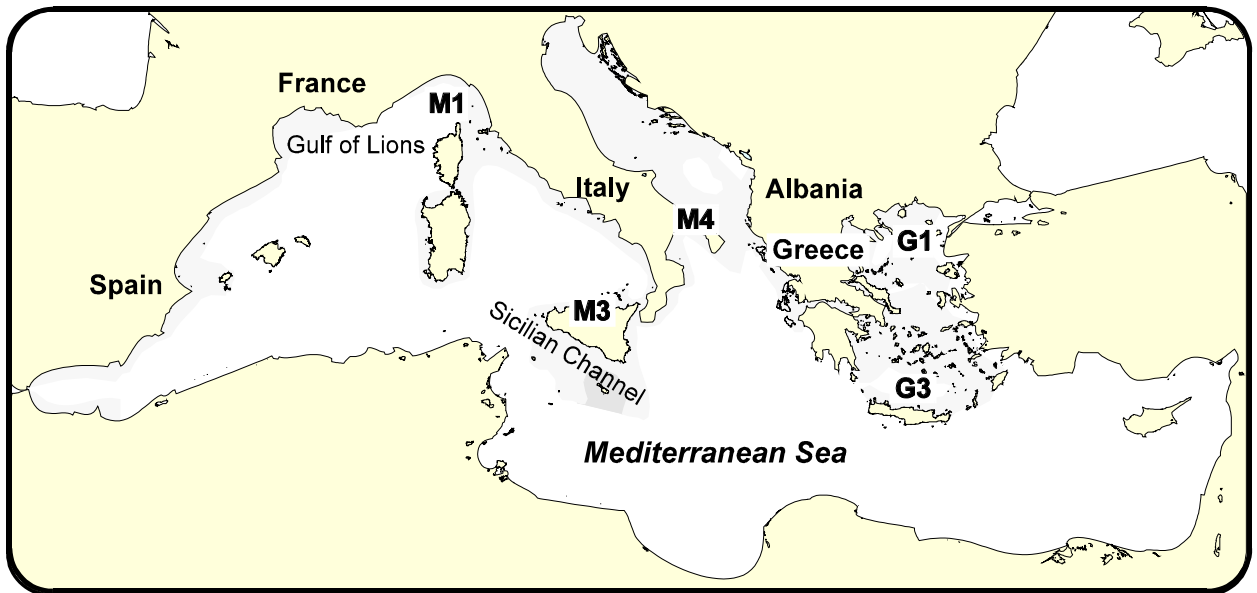 France
M1
Gulf of Lions
Italy
Albania
M4
G1
Greece
Spain
M3
Sicilian Channel
G3
Mediterranean Sea